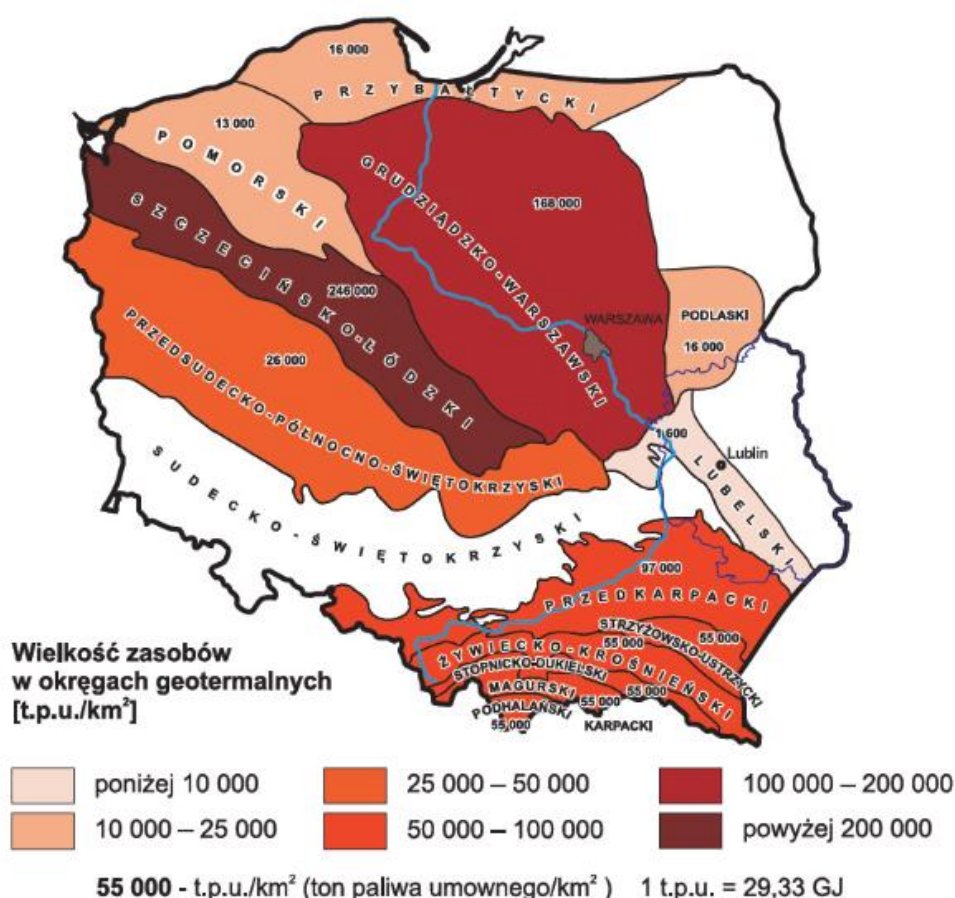 16 000
PRZYBAŁTYCKI
13 000
POMORSKI
GRUDZIĄDZKO-WARSZAWSKI
168 000
SZCZECIŃSKO-ŁÓDZKI
246 000
WARSZAWA
PODLASKI
16 000
PRZEDSUDECKO-PÓŁNOCNO-ŚWIĘTOKRZYSKI
26 000
1 600
Lublin
LUBELSKI
SUDECKO-ŚWIĘTOKRZYSKI
97 000
PRZEDKARPACKI
STRZYŻOWSKO-USTRZYCKI
55 000
ŻYWIECKO-KROŚNIEŃSKI
55 000
STOPNICKO-DUKIELSKI
55 000
MAGURSKI
55 000
PODHALAŃSKI
55 000
KARPACKI
Wielkość zasobów
w okręgach geotermalnych
[t.p.u./km²]
poniżej 10 000
25 000 – 50 000
100 000 – 200 000
10 000 – 25 000
50 000 – 100 000
powyżej 200 000
55 000 - t.p.u./km² (ton paliwa umownego/km² ) 1 t.p.u. = 29,33 GJ